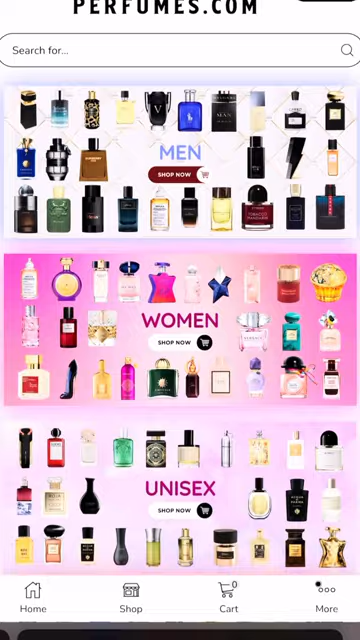 PERFUMES.COM
Search for...
MEN
SHOP NOW
WOMEN
SHOP NOW
UNISEX
SHOP NOW
0
Home
Shop
Cart
More